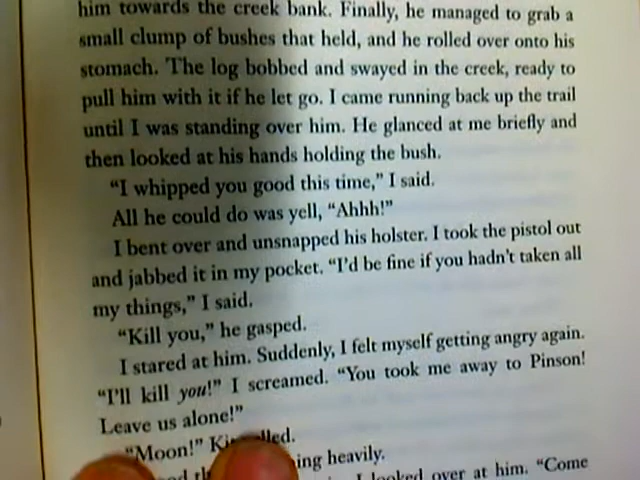 him towards the creek bank. Finally, he managed to grab a
small clump of bushes that held, and he rolled over onto his
stomach. The log bobbed and swayed in the creek, ready to
pull him with it if he let go. I came running back up the trail
until I was standing over him. He glanced at me briefly and
then looked at his hands holding the bush.
“I whipped you good this time,” I said.
All he could do was yell, “Ahhh!”
I bent over and unsnapped his holster. I took the pistol out
and jabbed it in my pocket. “I’d be fine if you hadn’t taken all
my things,” I said.
“Kill you,” he gasped.
I stared at him. Suddenly, I felt myself getting angry again.
“I’ll kill you!” I screamed. “You took me away to Pinson!
Leave us alone!”
“Moon!”
heavily.
I looked over at him. “Come